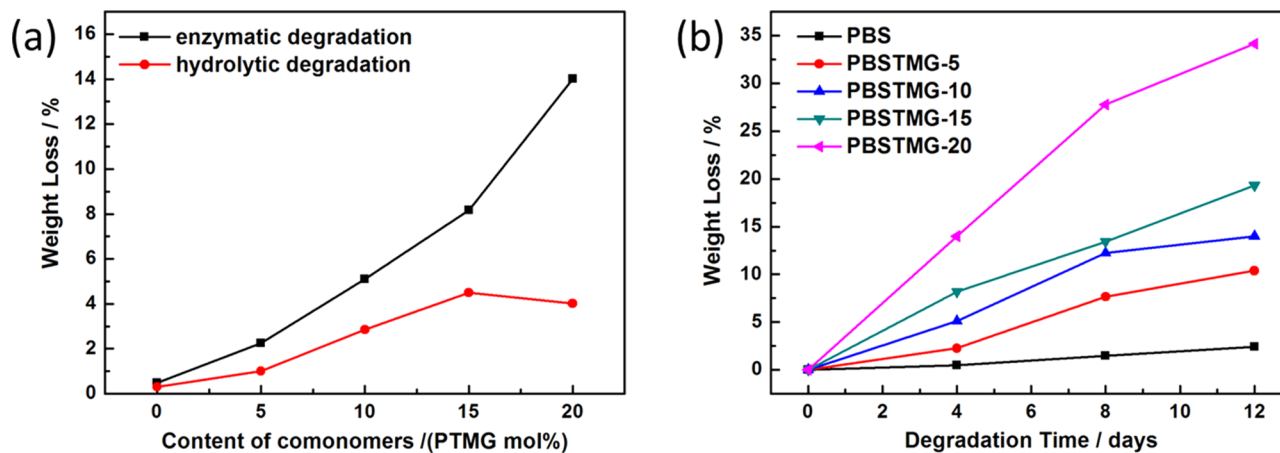 (a)
enzymatic degradation
hydrolytic degradation
Weight Loss / %
16
14
12
10
8
6
4
2
0
0 5 10 15 20
Content of comonomers /(PTMG mol%)
(b)
PBS
PBSTMG-5
PBSTMG-10
PBSTMG-15
PBSTMG-20
Weight Loss / %
35
30
25
20
15
10
5
0
0 2 4 6 8 10 12
Degradation Time / days